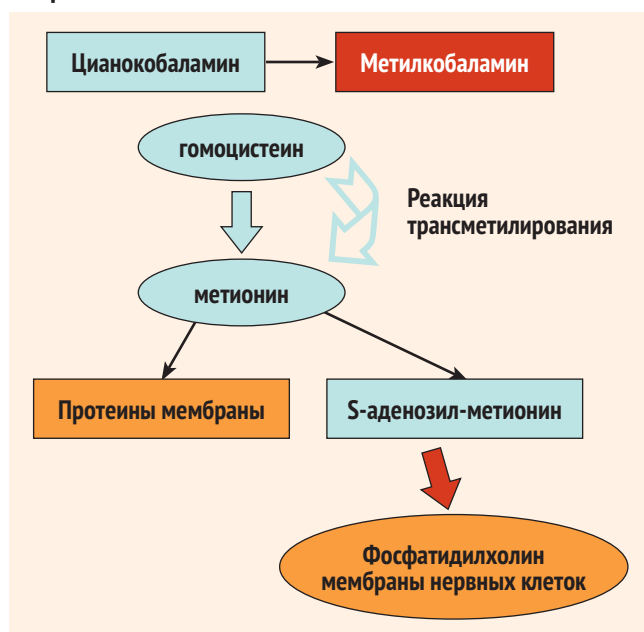 Цианокобаламин
Метилкобаламин
гомоцистеин
Реакция
трансметилирования
метионин
Протеины мембраны
S-аденозил-метионин
Фосфатидилхолин
мембраны нервных клеток